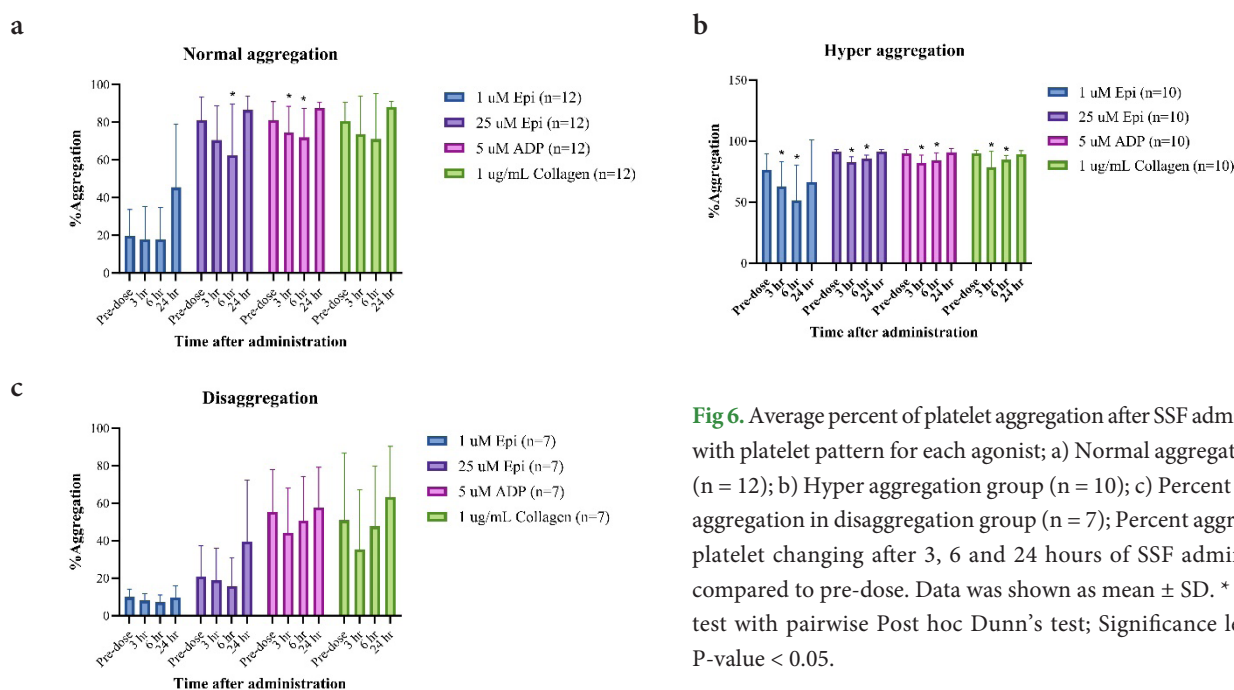 a
Normal aggregation
%Aggregation
100
80
60
40
20
0
* * *
1 uM Epi (n=12)
25 uM Epi (n=12)
5 uM ADP (n=12)
1 ug/mL Collagen (n=12)
Pre-dose 3 hr 6 hr 24 hr Pre-dose 3 hr 6 hr 24 hr Pre-dose 3 hr 6 hr 24 hr Pre-dose 3 hr 6 hr 24 hr
Time after administration
b
Hyper aggregation
%Aggregation
150
100
50
0
* * * * * * * *
1 uM Epi (n=10)
25 uM Epi (n=10)
5 uM ADP (n=10)
1 ug/mL Collagen (n=10)
Pre-dose 3 hr 6 hr 24 hr Pre-dose 3 hr 6 hr 24 hr Pre-dose 3 hr 6 hr 24 hr Pre-dose 3 hr 6 hr 24 hr
Time after administration
c
Disaggregation
%Aggregation
100
80
60
40
20
0
1 uM Epi (n=7)
25 uM Epi (n=7)
5 uM ADP (n=7)
1 ug/mL Collagen (n=7)
Pre-dose 3 hr 6 hr 24 hr Pre-dose 3 hr 6 hr 24 hr Pre-dose 3 hr 6 hr 24 hr Pre-dose 3 hr 6 hr 24 hr
Time after administration
Fig 6. Average percent of platelet aggregation after SSF adm
with platelet pattern for each agonist; a) Normal aggregat
(n = 12); b) Hyper aggregation group (n = 10); c) Percent
aggregation in disaggregation group (n = 7); Percent aggr
platelet changing after 3, 6 and 24 hours of SSF admin
compared to pre-dose. Data was shown as mean ± SD. *
test with pairwise Post hoc Dunn's test; Significance le
P-value < 0.05.